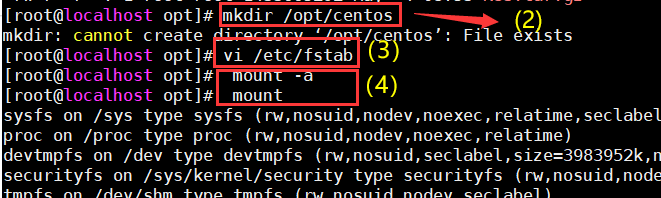 [root@localhost opt]# mkdir /opt/centos (2)
mkdir: cannot create directory ‘/opt/centos’: File exists
[root@localhost opt]# vi /etc/fstab (3)
[root@localhost opt]# mount -a
[root@localhost opt]# mount (4)
sysfs on /sys type sysfs (rw,nosuid,nodev,noexec,relatime,seclabel
proc on /proc type proc (rw,nosuid,nodev,noexec,relatime)
devtmpfs on /dev type devtmpfs (rw,nosuid,seclabel,size=3983952k,n
securityfs on /sys/kernel/security type securityfs (rw,nosuid,node
tmpfs on /dev/shm type tmpfs (rw,nosuid,nodev,seclabel)